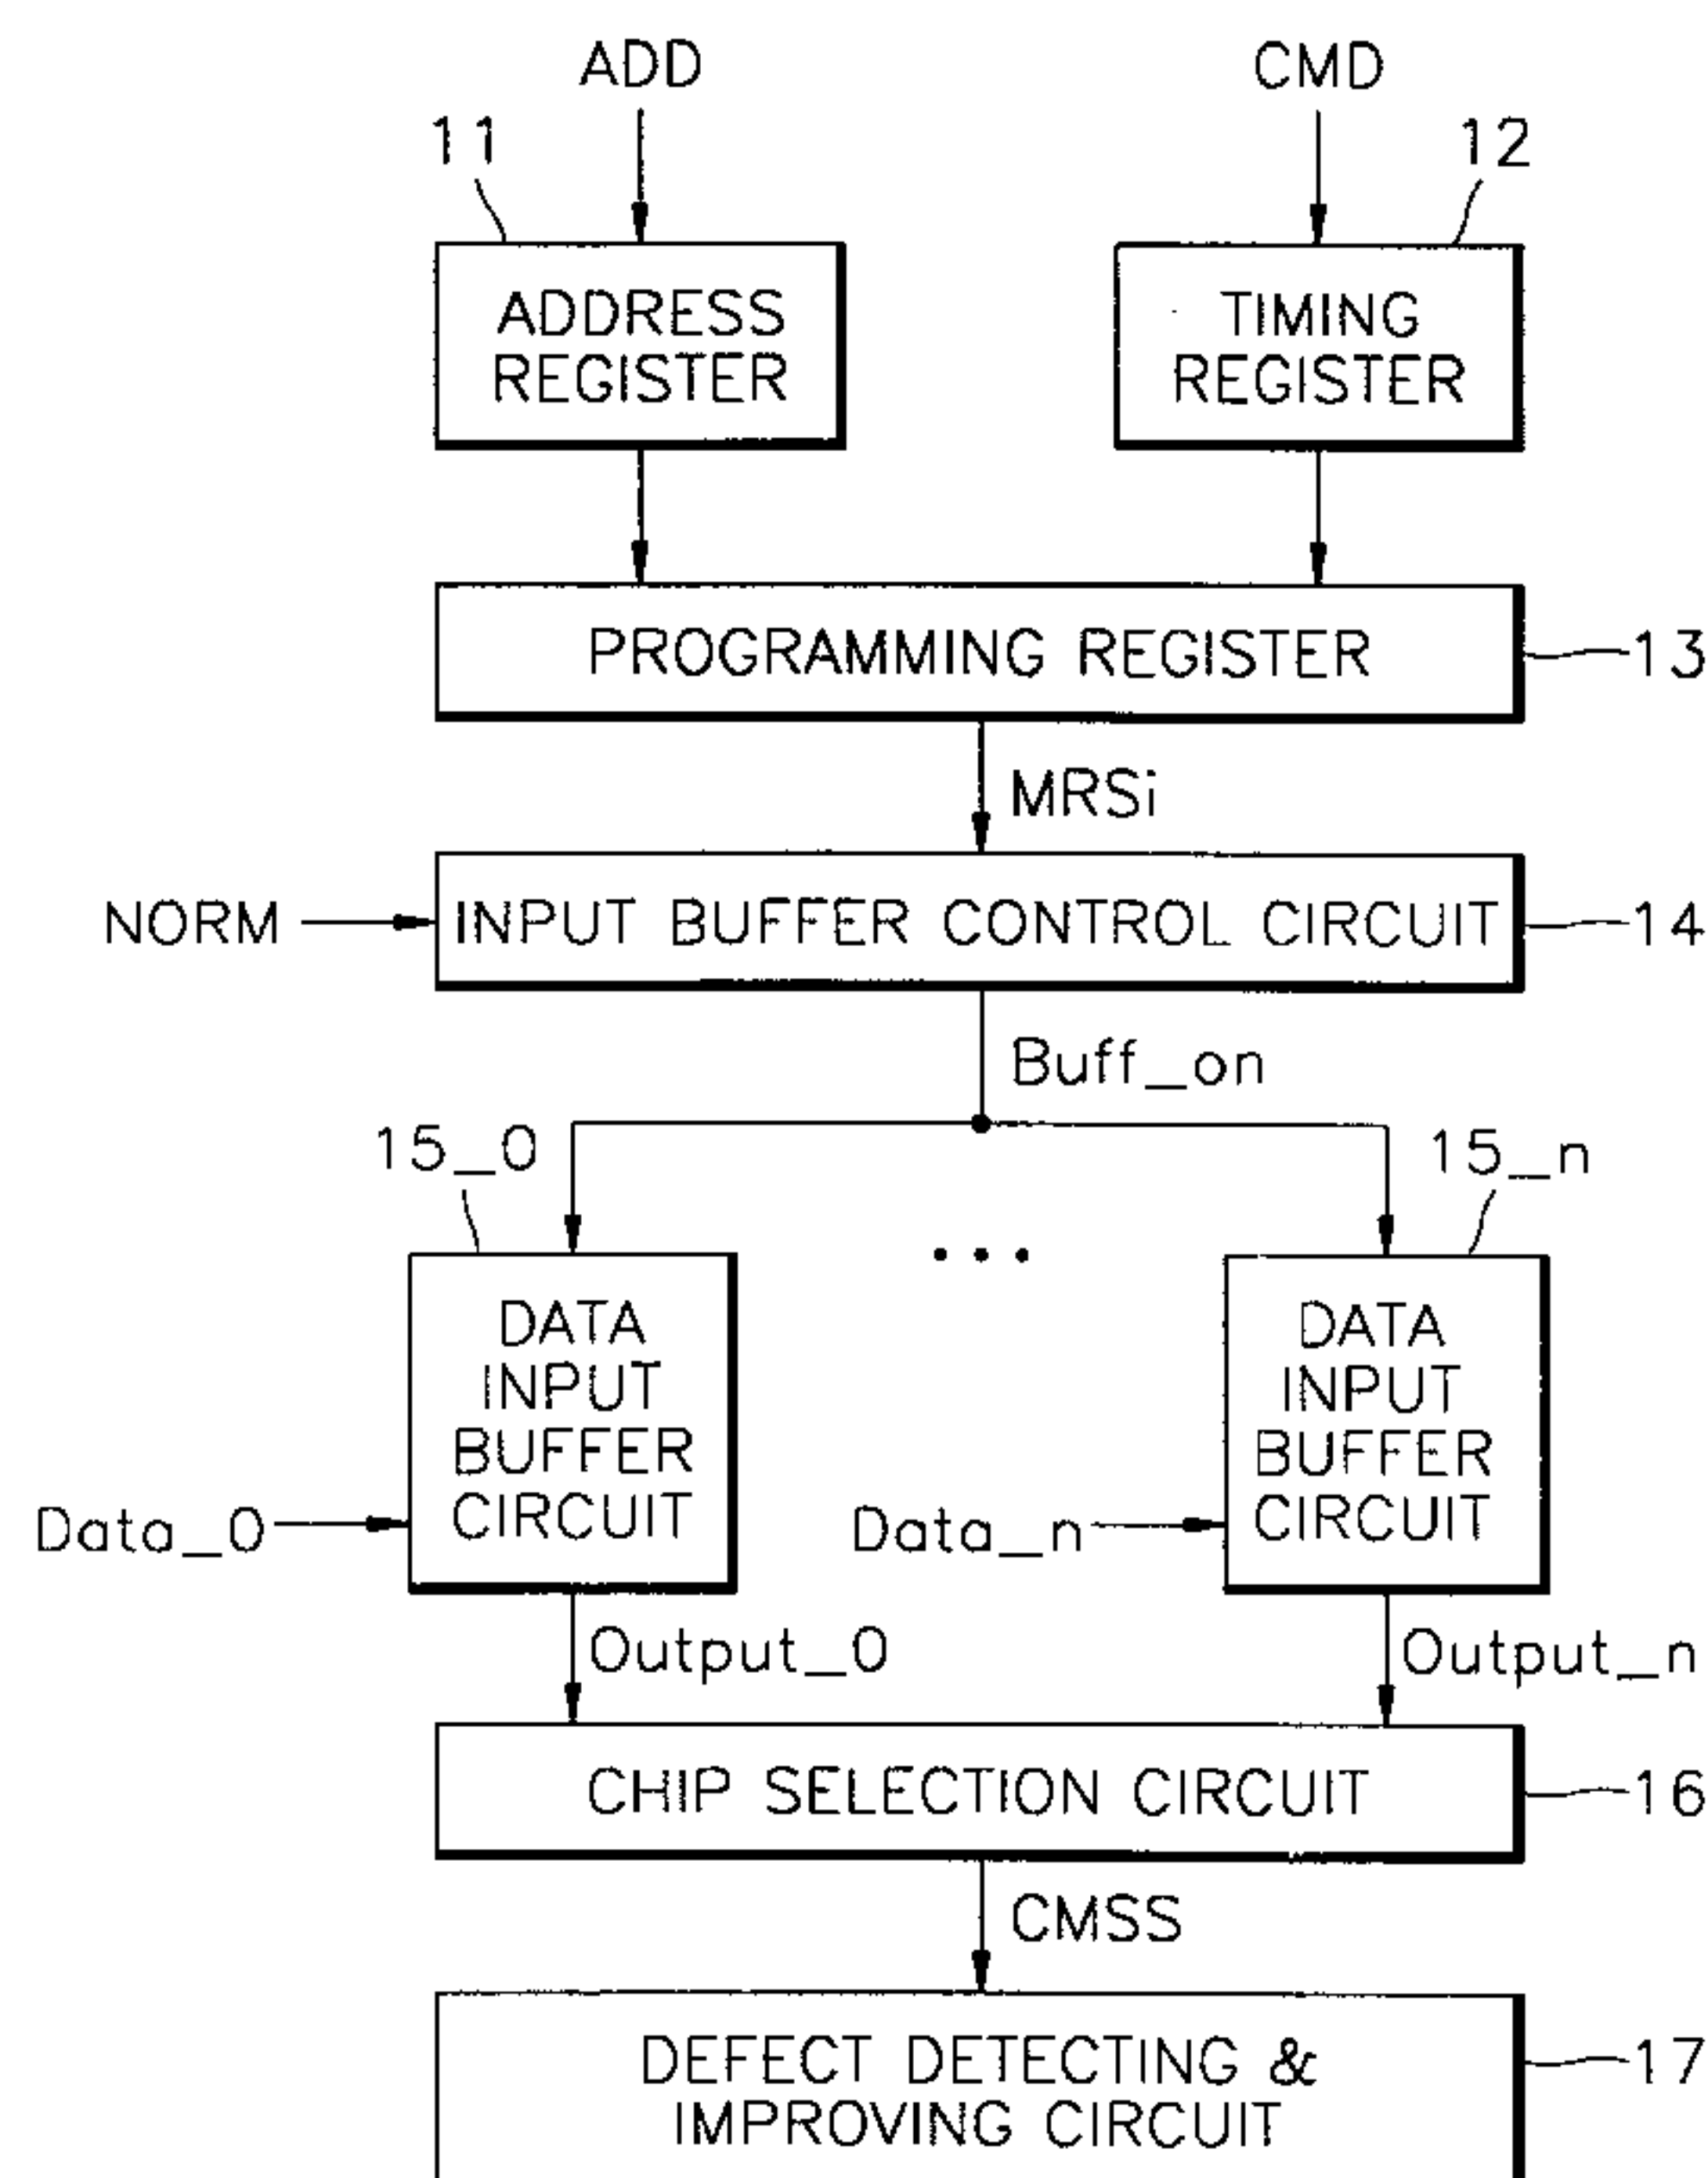 ADD
CMD
11
12
ADDRESS
REGISTER
TIMING
REGISTER
PROGRAMMING REGISTER
13
MRSi
NORM
INPUT BUFFER CONTROL CIRCUIT
14
Buff_on
15_0
15_n
DATA
INPUT
BUFFER
CIRCUIT
DATA
INPUT
BUFFER
CIRCUIT
Data_0
Data_n
Output_0
Output_n
CHIP SELECTION CIRCUIT
16
CMSS
DEFECT DETECTING &
IMPROVING CIRCUIT
17